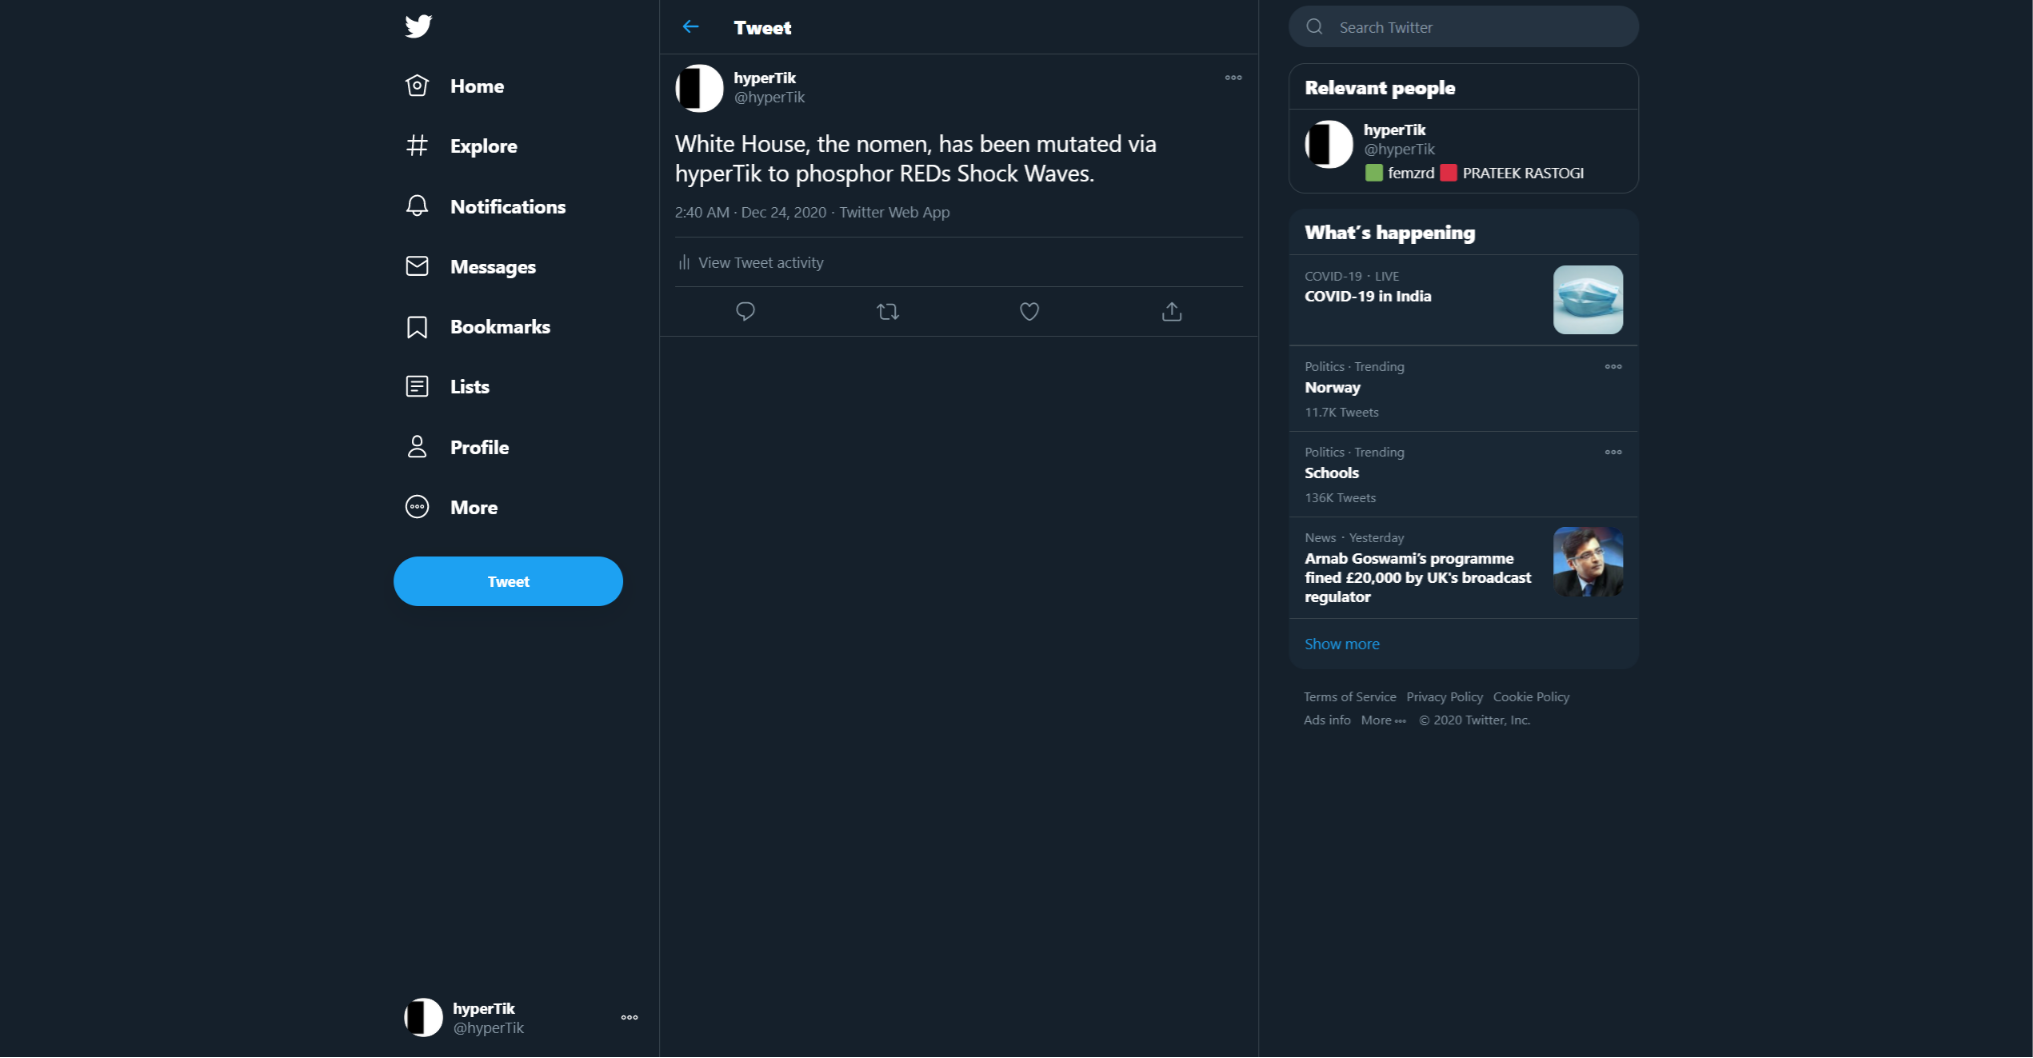 Home
Explore
Notifications
Messages
Bookmarks
Lists
Profile
More
Tweet
hyperTik
@hyperTik
Tweet
hyperTik
@hyperTik
White House, the nomen, has been mutated via
hyperTik to phosphor REDs Shock Waves.
2:40 AM · Dec 24, 2020 · Twitter Web App
View Tweet activity
Search Twitter
Relevant people
hyperTik
@hyperTik
🟩 femzrd 🟥 PRATEEK RASTOGI
What's happening
COVID-19 · LIVE
COVID-19 in India
Politics · Trending
Norway
11.7K Tweets
Politics · Trending
Schools
136K Tweets
News · Yesterday
Arnab Goswami's programme
fined £20,000 by UK's broadcast
regulator
Show more
Terms of Service Privacy Policy Cookie Policy
Ads info More © 2020 Twitter, Inc.